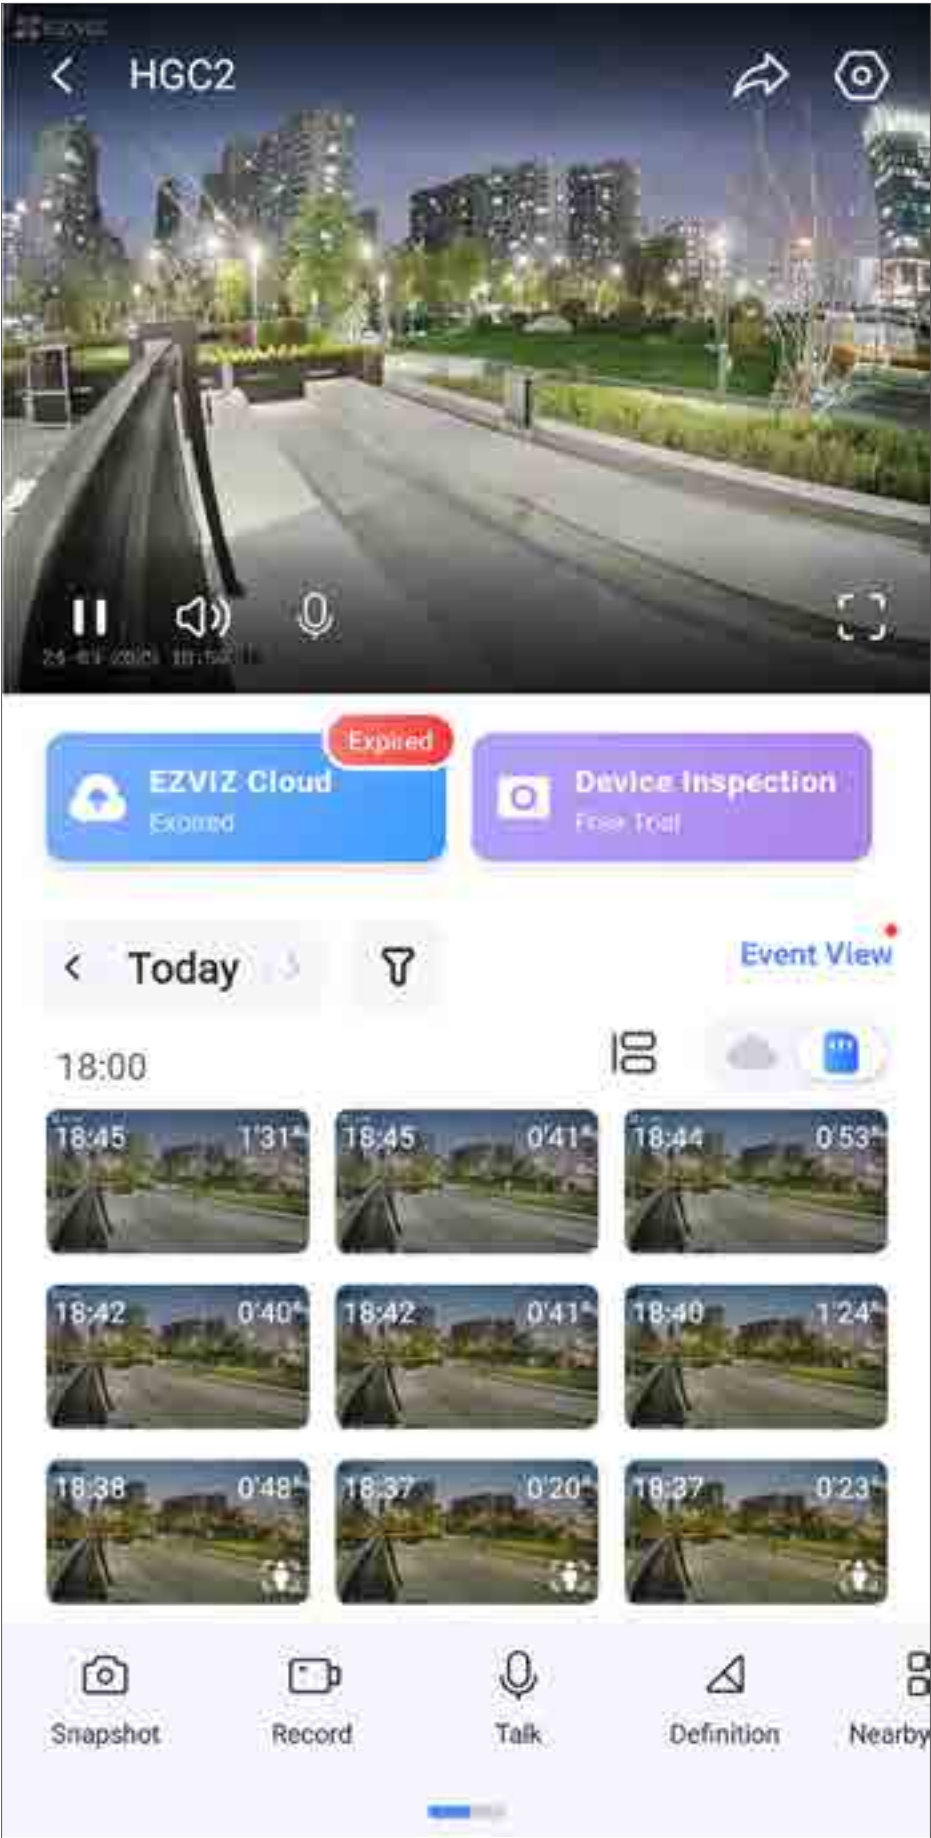 EZVIZ
HGC2
Expired
EZVIZ Cloud
Expired
Device Inspection
Free Trial
Today
Event View
18:00
18:45 1'31"
18:45 0'41"
18:44 0'53"
18:42 0'40"
18:42 0'41"
18:40 1'24"
18:38 0'48"
18:37 0'20"
18:37 0'23"
Snapshot
Record
Talk
Definition
Nearby